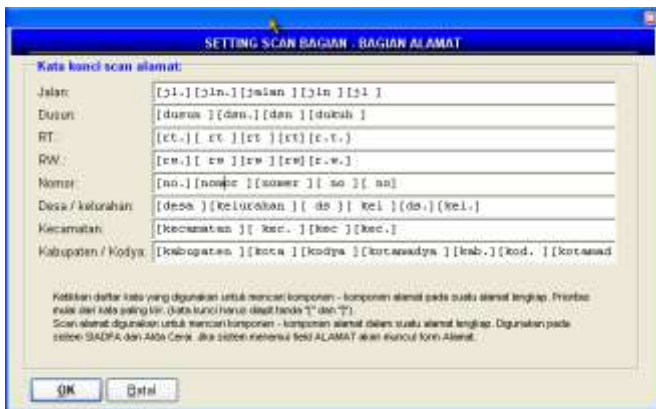 SETTING SCAN BAGIAN - BAGIAN ALAMAT
Kata konci scan alamat:
Jalan: [jl.][jln.][jalan ][jln ][jl ]
Dusun: [dusun ][dsn.][dsn ][dukuh ]
RT.: [rt.][ rt ][rt ][rt][r.t.]
RW.: [rw.][ rw ][rw ][rw][r.w.]
Nomor: [no.][nomor ][nomer ][ no ][ no]
Desa / kelurahan: [desa ][kelurahan ][ ds ][ kel ][ds.][kel.]
Kecamatan: [kecamatan ][ kec. ][kec ][kec.]
Kabupaten / Kodya: [kabupaten ][kota ][kodya ][kotamadya ][kab.][kod. ][kotamad
Ketikkan daftar kata yang digunakan untuk mencari komponen - komponen alamat pada suatu alamat lengkap. Prioritas
mulai dari kata paling kiri. (kata kunci harus diapit tanda "[" dan "]").
Scan alamat digunakan untuk mencari komponen - komponen alamat dalam suatu alamat lengkap. Digunakan pada
sistem SIADPA dan Akta Cerai. Jika sistem menemui field ALAMAT akan muncul form Alamat.
OK Batal